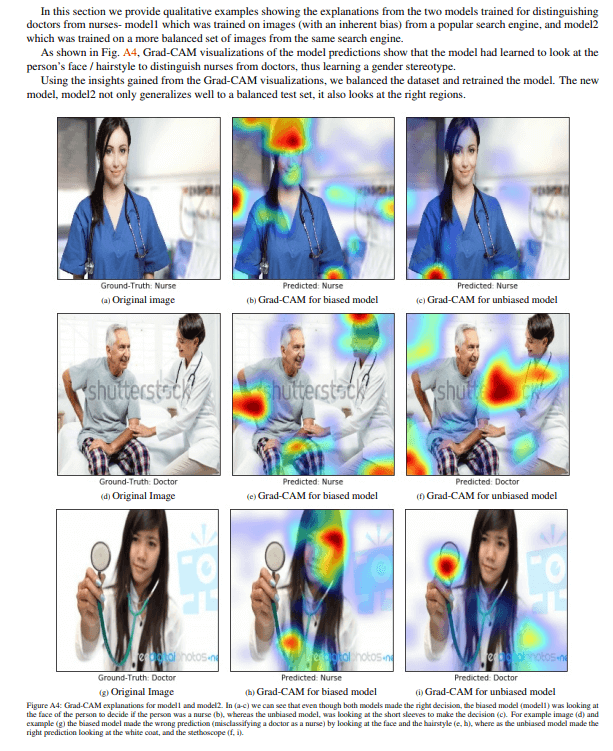 In this section we provide qualitative examples showing the explanations from the two models trained for distinguishing
doctors from nurses- model1 which was trained on images (with an inherent bias) from a popular search engine, and model2
which was trained on a more balanced set of images from the same search engine.
As shown in Fig. A4, Grad-CAM visualizations of the model predictions show that the model had learned to look at the
person's face / hairstyle to distinguish nurses from doctors, thus learning a gender stereotype.
Using the insights gained from the Grad-CAM visualizations, we balanced the dataset and retrained the model. The new
model, model2 not only generalizes well to a balanced test set, it also looks at the right regions.
Ground-Truth: Nurse
Predicted: Nurse
Predicted: Nurse
(a) Original image
(b) Grad-CAM for biased model
(c) Grad-CAM for unbiased model
shutterstock
shutterstock
Ground-Truth: Doctor
Predicted: Nurse
Predicted: Doctor
(d) Original Image
(e) Grad-CAM for biased model
(f) Grad-CAM for unbiased model
Ground-Truth: Doctor
Predicted: Nurse
Predicted: Doctor
(g) Original Image
(h) Grad-CAM for biased model
(i) Grad-CAM for unbiased model
Figure A4: Grad-CAM explanations for model1 and model2. In (a-c) we can see that even though both models made the right decision, the biased model (model1) was looking at
the face of the person to decide if the person was a nurse (b), whereas the unbiased model, was looking at the short sleeves to make the decision (c). For example image (d) and
example (g) the biased model made the wrong prediction (misclassifying a doctor as a nurse) by looking at the face and the hairstyle (e, h), where as the unbiased model made the
right prediction looking at the white coat, and the stethoscope (f, i).